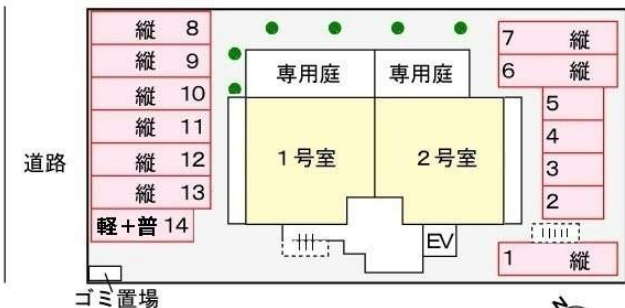 縦 8
縦 9
縦 10
縦 11
縦 12
縦 13
軽+普 14
道路
専用庭
専用庭
1号室
2号室
EV
7 縦
6 縦
5
4
3
2
1 縦
ゴミ置場